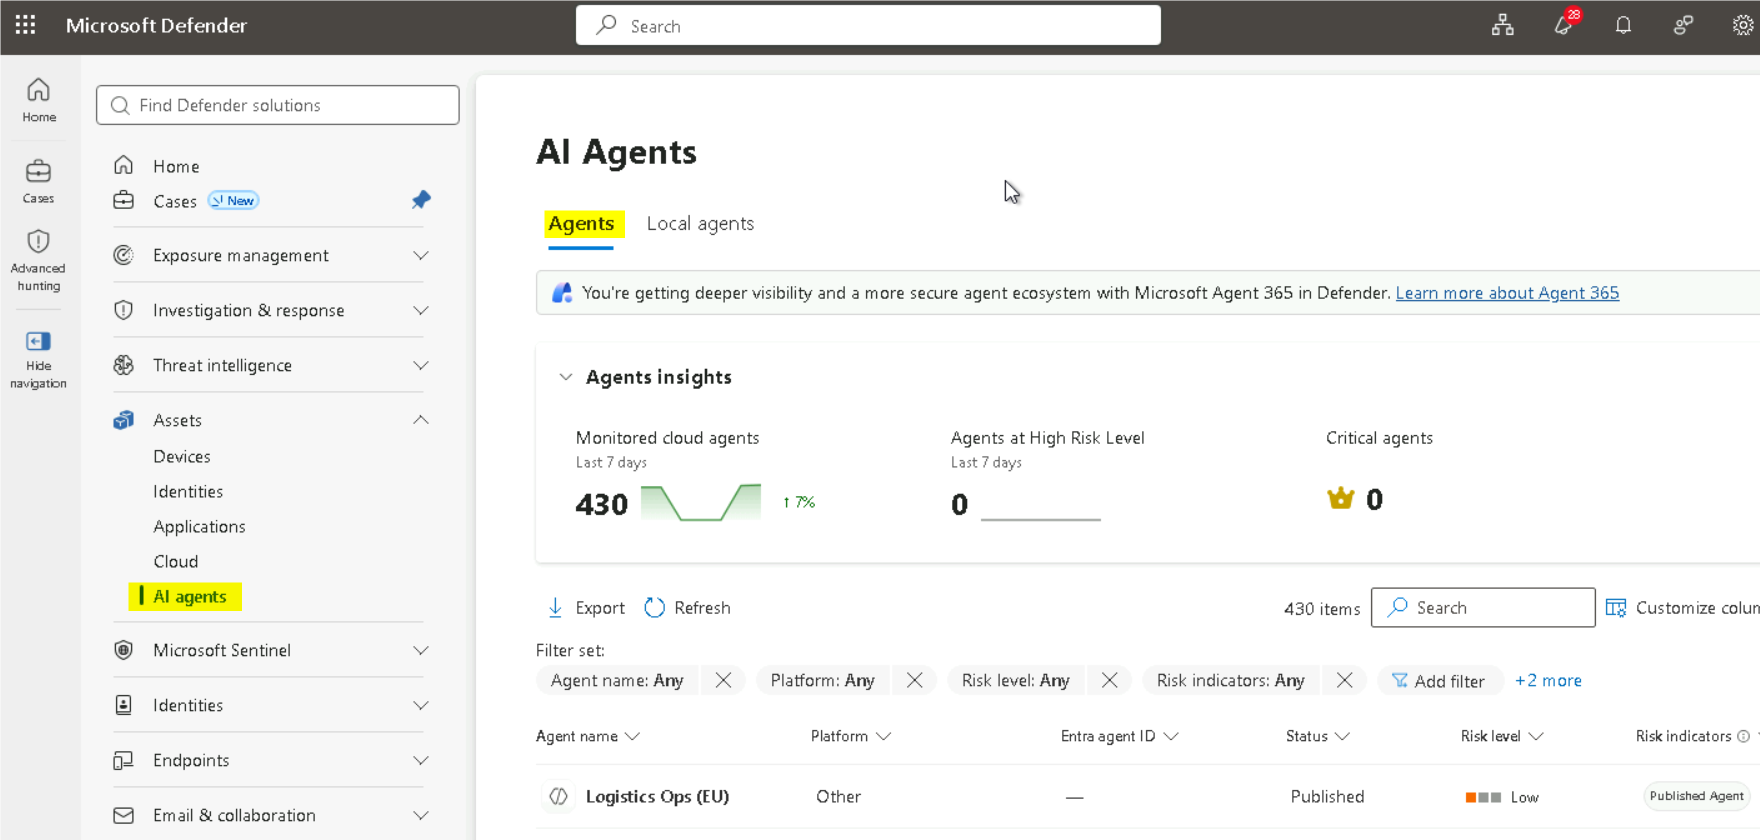 Microsoft Defender
Search
28
Home
Cases
Advanced
hunting
Hide
navigation
Find Defender solutions
Home
Cases New
Exposure management
Investigation & response
Threat intelligence
Assets
Devices
Identities
Applications
Cloud
AI agents
Microsoft Sentinel
Identities
Endpoints
Email & collaboration
AI Agents
Agents Local agents
You're getting deeper visibility and a more secure agent ecosystem with Microsoft Agent 365 in Defender. Learn more about Agent 365
Agents insights
Monitored cloud agents
Last 7 days
430 ↑ 7%
Agents at High Risk Level
Last 7 days
0
Critical agents
0
Export Refresh 430 items Search Customize colum
Filter set:
Agent name: Any Platform: Any Risk level: Any Risk indicators: Any Add filter +2 more
Agent name Platform Entra agent ID Status Risk level Risk indicators
Logistics Ops (EU) Other — Published Low Published Agent